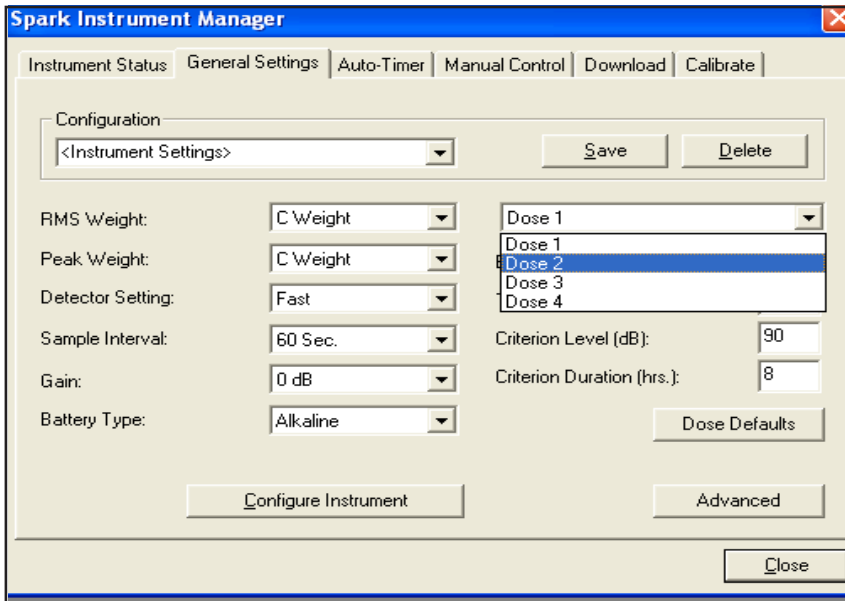 Spark Instrument Manager
Instrument Status General Settings Auto-Timer Manual Control Download Calibrate
Configuration
<Instrument Settings> Save Delete
RMS Weight: C Weight Dose 1
Dose 1
Peak Weight: C Weight Dose 2
Dose 3
Detector Setting: Fast Dose 4
Sample Interval: 60 Sec. Criterion Level (dB): 90
Gain: 0 dB Criterion Duration (hrs.): 8
Battery Type: Alkaline Dose Defaults
Configure Instrument Advanced
Close